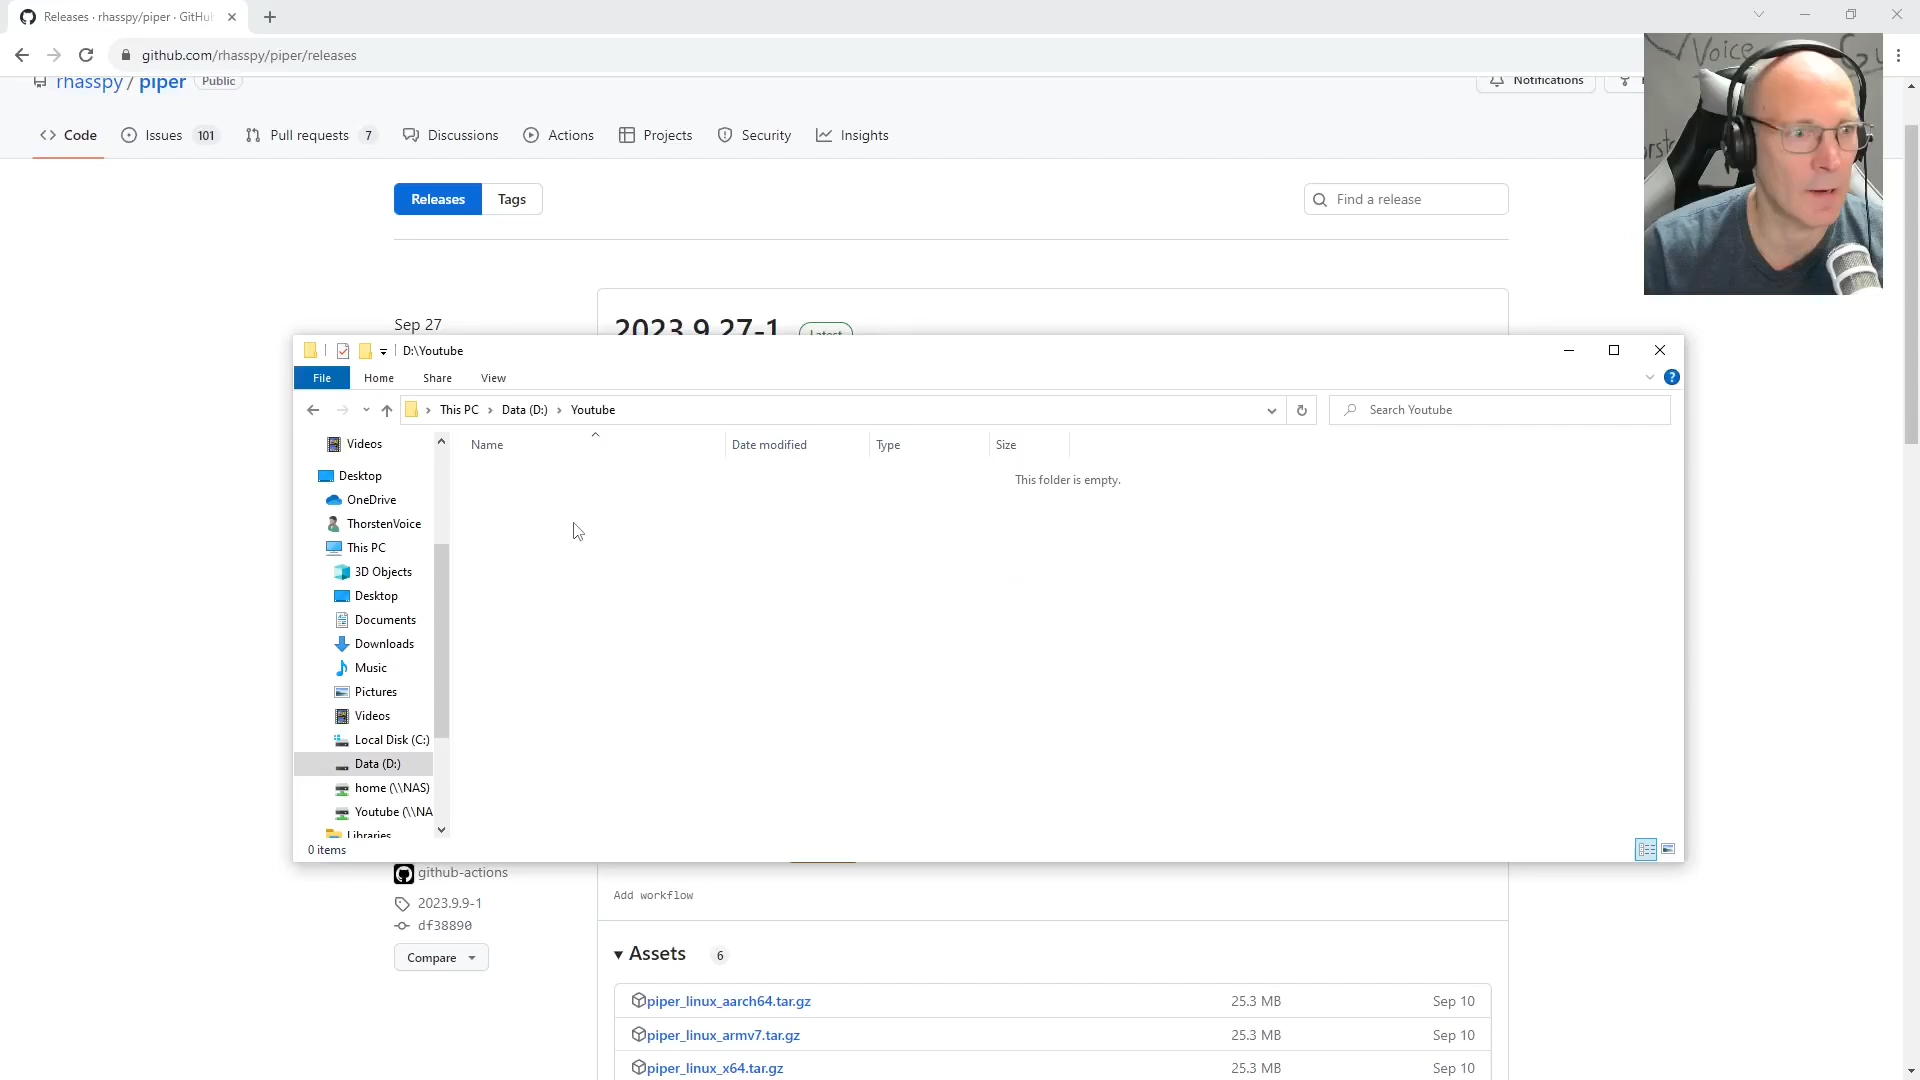 Releases · rhasspy/piper · GitHu
github.com/rhasspy/piper/releases
Voice
rhasspy / piper Public
Notifications
Code
Issues 101
Pull requests 7
Discussions
Actions
Projects
Security
Insights
Releases
Tags
Find a release
Sep 27
2023.9.27-1 Latest
D:\Youtube
File
Home
Share
View
This PC › Data (D:) › Youtube
Search Youtube
Name
Date modified
Type
Size
This folder is empty.
Videos
Desktop
OneDrive
ThorstenVoice
This PC
3D Objects
Desktop
Documents
Downloads
Music
Pictures
Videos
Local Disk (C:)
Data (D:)
home (\\NAS)
Youtube (\\NA
Libraries
0 items
github-actions
2023.9.9-1
df38890
Compare
Add workflow
Assets 6
piper_linux_aarch64.tar.gz 25.3 MB Sep 10
piper_linux_armv7.tar.gz 25.3 MB Sep 10
piper_linux_x64.tar.gz 25.3 MB Sep 10